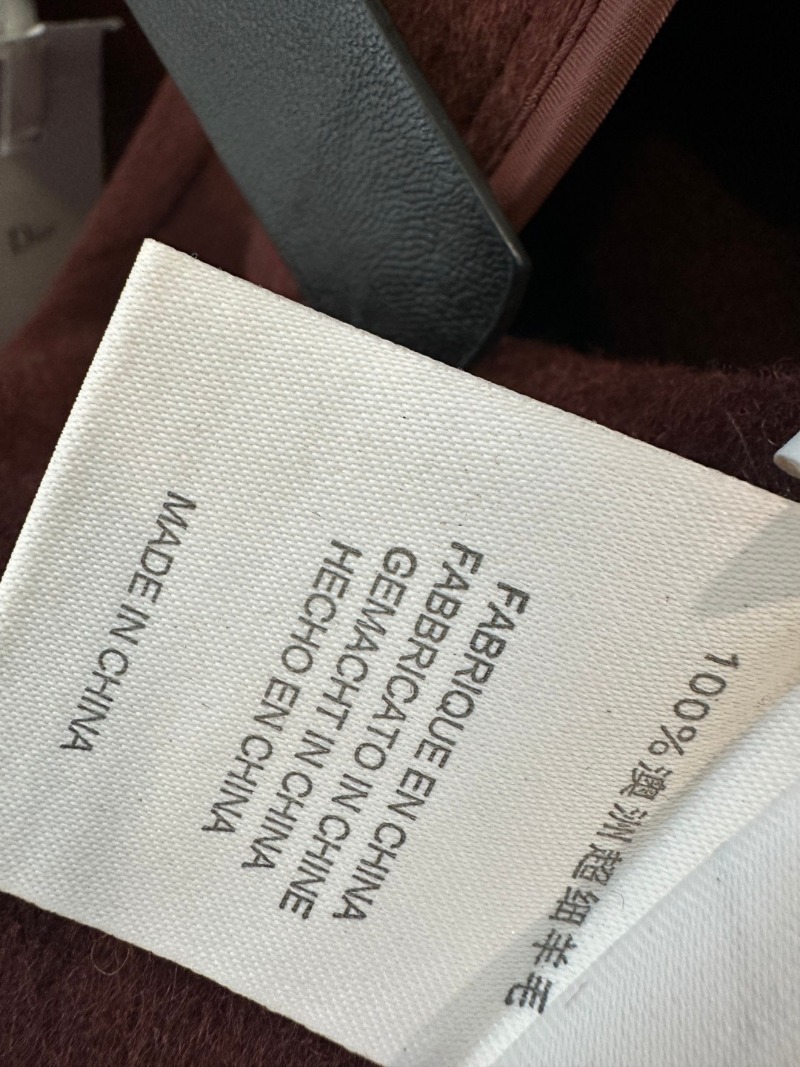 100%澳洲超细羊毛
FABRIQUE EN CHINA
FABBRICATO IN CHINE
GEMACHT IN CHINA
HECHO EN CHINA
MADE IN CHINA
Dior